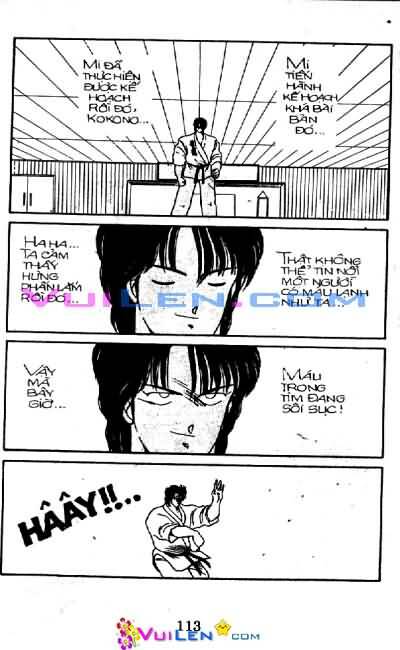 MI ĐÃ
THỰC HIỆN
ĐƯỢC KẾ
HOẠCH
RỒI ĐÓ,
KOKONO...
MI
TIẾN
HÀNH
KẾ HOẠCH
KHÁ BÀI
BẢN
ĐÓ...
HA HA...
TA CẢM
THẤY
HƯNG
PHẤN LẮM
RỒI ĐÓ...
THẬT KHÔNG
THỂ TIN NỔI
MỘT NGƯỜI
CÓ MÁU LẠNH
NHƯ TA...
VUILEN.COM
VẬY
MÀ
BÂY
GIỜ...
MÁU
TRONG
TIM ĐANG
SÔI SỤC!
HÂÂY!!...
113
VUILEN.COM